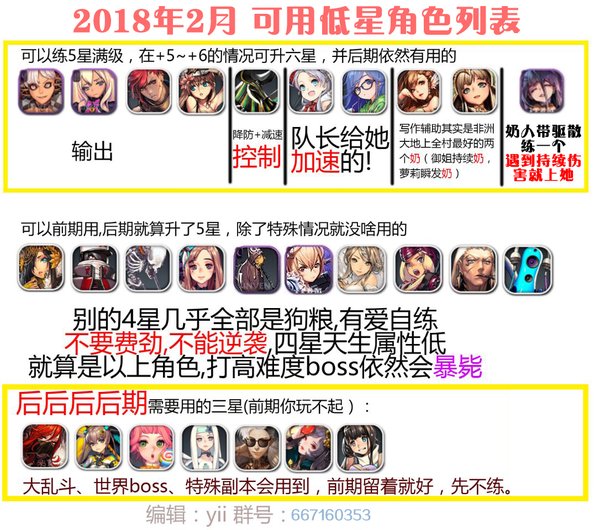 2018年2月 可用低星角色列表
可以练5星满级，在+5~+6的情况可升六星，并后期依然有用的
输出
降防+减速
控制
队长给她
加速的!
写作辅助其实是非洲
大地上全村最好的两
个奶（御姐持续奶，
萝莉瞬发奶）
奶人带驱散
练一个
遇到持续伤
害就上她
可以前期用,后期就算升了5星，除了特殊情况就没啥用的
别的4星几乎全部是狗粮,有爱自练
不要费劲,不能逆袭,四星天生属性低
就算是以上角色,打高难度boss依然会暴毙
后后后后期需要用的三星(前期你玩不起)：
大乱斗、世界boss、特殊副本会用到，前期留着就好，先不练。
编辑：yii 群号：667160353